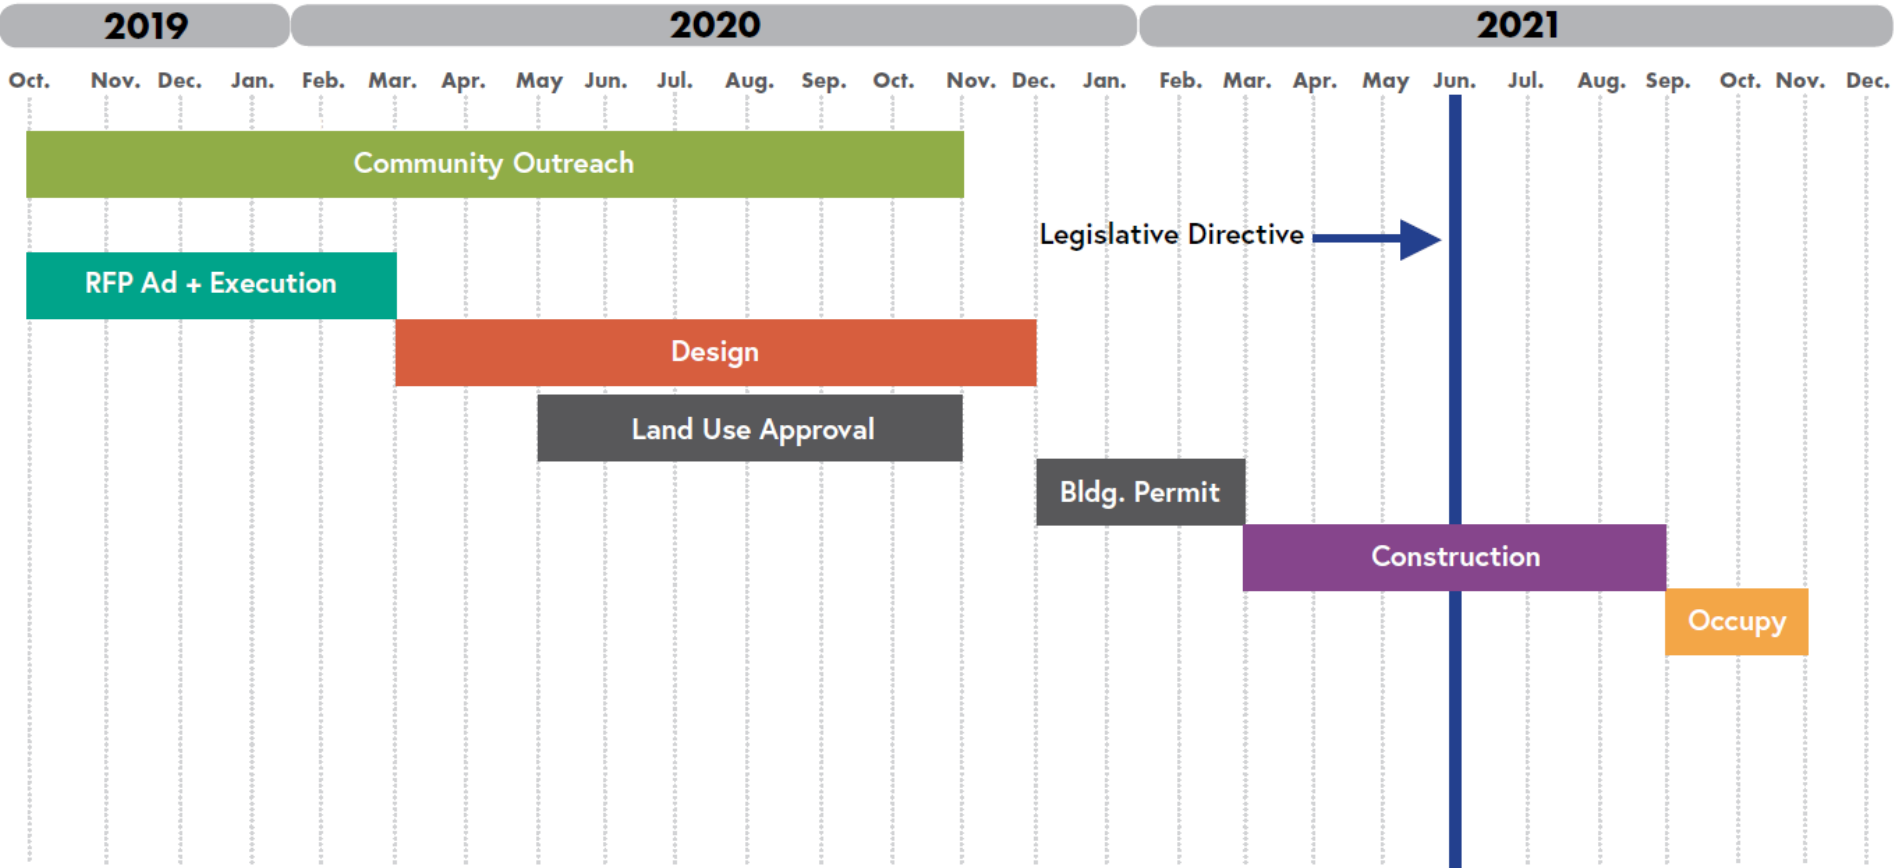 2019 2020 2021
Oct. Nov. Dec. Jan. Feb. Mar. Apr. May Jun. Jul. Aug. Sep. Oct. Nov. Dec. Jan. Feb. Mar. Apr. May Jun. Jul. Aug. Sep. Oct. Nov. Dec.
Community Outreach
Legislative Directive
RFP Ad + Execution
Design
Land Use Approval
Bldg. Permit
Construction
Occupy